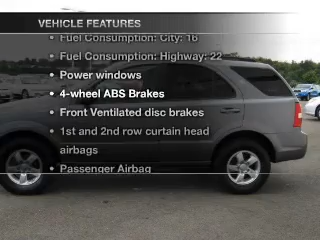 VEHICLE FEATURES
• Fuel Consumption: City: 16
• Fuel Consumption: Highway: 22
• Power windows
• 4-wheel ABS Brakes
• Front Ventilated disc brakes
• 1st and 2nd row curtain head
airbags
• Passenger Airbag